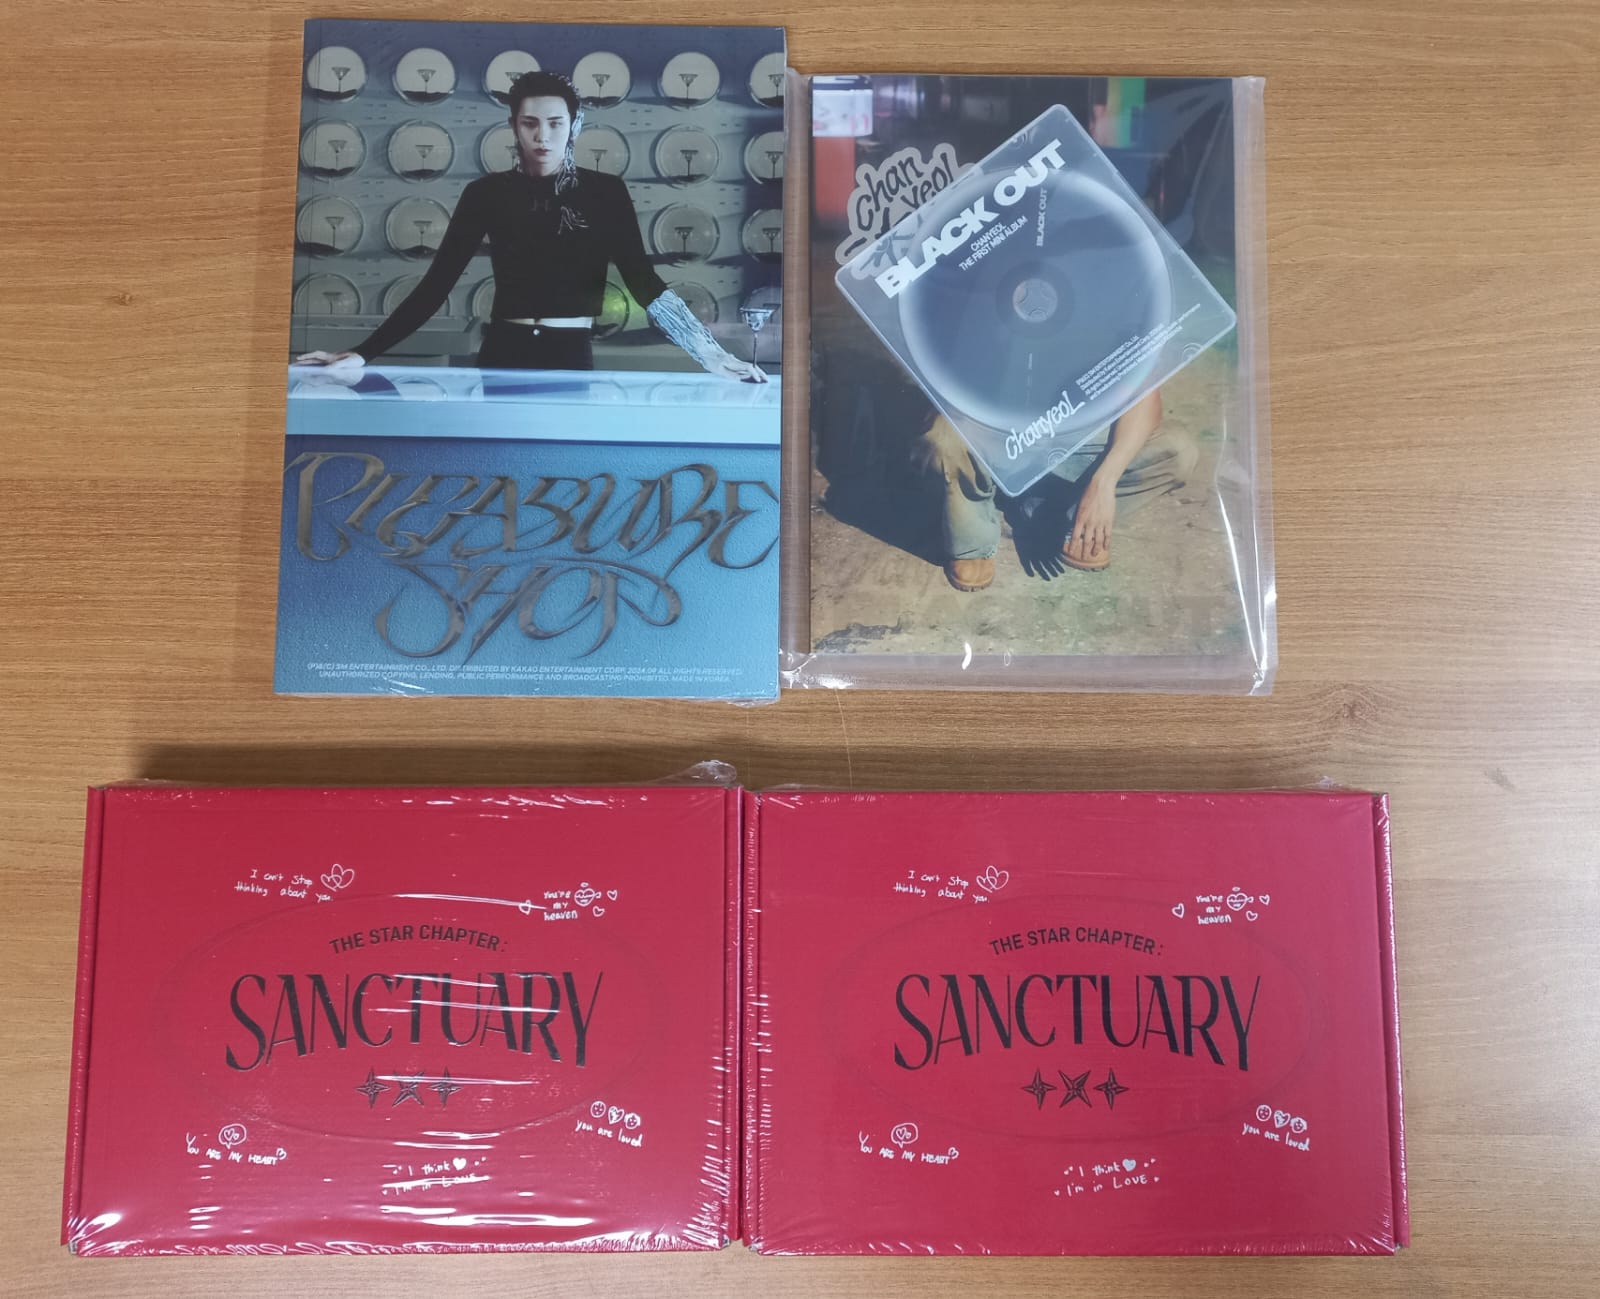 PLEASURE
SHOP
(P)&(C) SM ENTERTAINMENT CO., LTD. DISTRIBUTED BY KAKAO ENTERTAINMENT CORP. 2024.09 ALL RIGHTS RESERVED.
UNAUTHORIZED COPYING, LENDING, PUBLIC PERFORMANCE AND BROADCASTING PROHIBITED. MADE IN KOREA
chan
yeol
BLACK OUT
CHANYEOL
THE FIRST MINI ALBUM
BLACK OUT
chanyeol
I can't stop
thinking about you.
you're
my
heaven
THE STAR CHAPTER:
SANCTUARY
you are loved
You ARE MY HEART
I think
I'm in LOVE
I can't stop
thinking about you.
you're
my
heaven
THE STAR CHAPTER:
SANCTUARY
you are loved
You ARE MY HEART
I think
I'm in LOVE